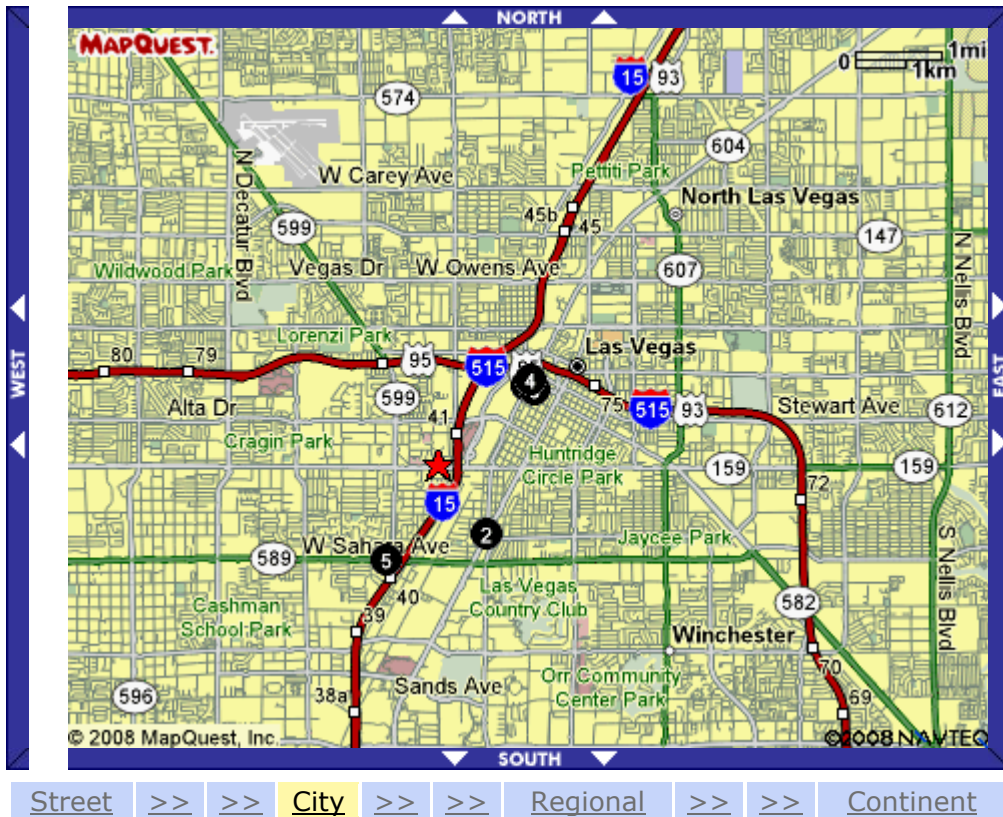 NORTH
MAPQUEST.
15 93
0 1mi
1km
574
604
W Carey Ave
Pettiti Park
North Las Vegas
N Decatur Blvd
45b
45
599
147
N Nellis Blvd
Wildwood Park
Vegas Dr
W Owens Ave
607
WEST
EAST
Lorenzi Park
80
79
95
515
Las Vegas
4
599
75
515
93
Stewart Ave
612
Alta Dr
41
Cragin Park
Huntridge
Circle Park
159
159
15
72
2
W Sahara Ave
589
5
Jaycee Park
S Nellis Blvd
40
Las Vegas
Country Club
582
Cashman
School Park
39
Winchester
70
596
38a
Sands Ave
Orr Community
Center Park
69
© 2008 MapQuest, Inc.
©2008 NAVTEQ
SOUTH
Street >> >> City >> >> Regional >> >> Continent